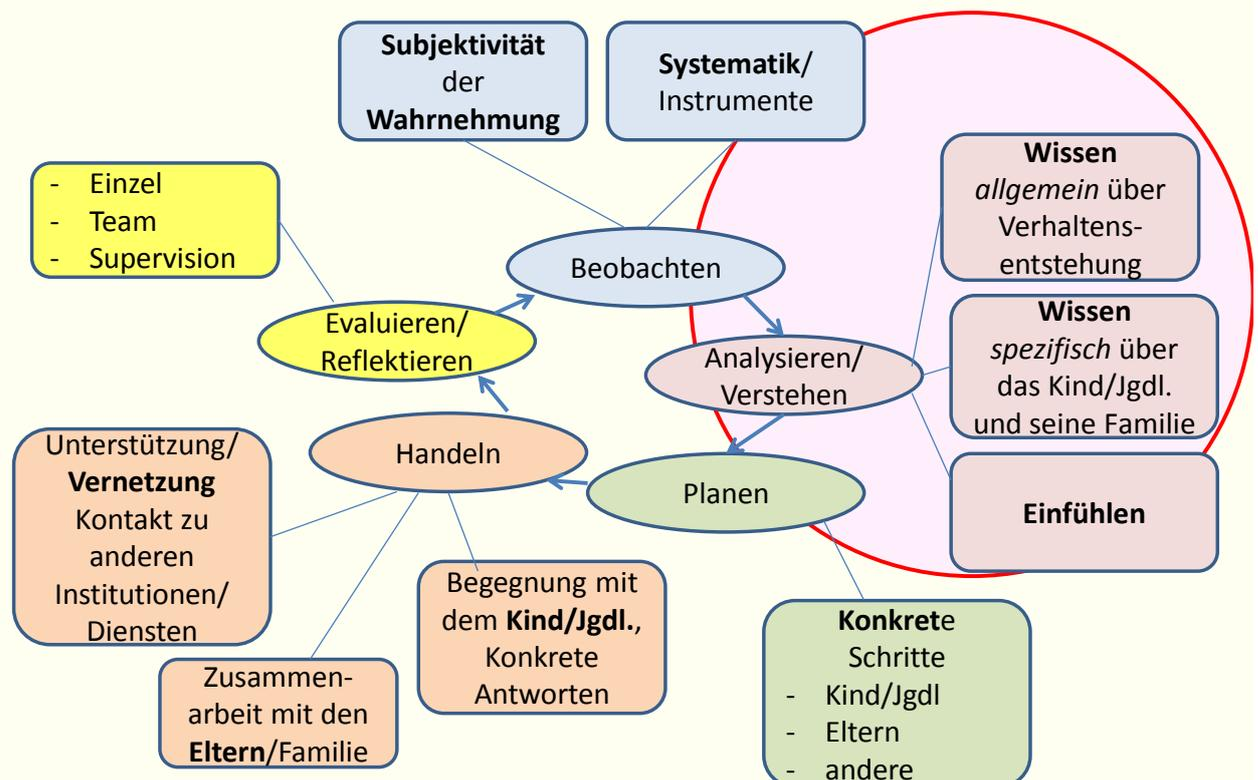 Subjektivität
der
Wahrnehmung
Systematik/
Instrumente
Wissen
allgemein über
Verhaltens-
entstehung
- Einzel
- Team
- Supervision
Beobachten
Evaluieren/
Reflektieren
Analysieren/
Verstehen
Wissen
spezifisch über
das Kind/Jgdl.
und seine Familie
Handeln
Planen
Einfühlen
Unterstützung/
Vernetzung
Kontakt zu
anderen
Institutionen/
Diensten
Begegnung mit
dem Kind/Jgdl.,
Konkrete
Antworten
Zusammen-
arbeit mit den
Eltern/Familie
Konkrete
Schritte
- Kind/Jgdl
- Eltern
- andere